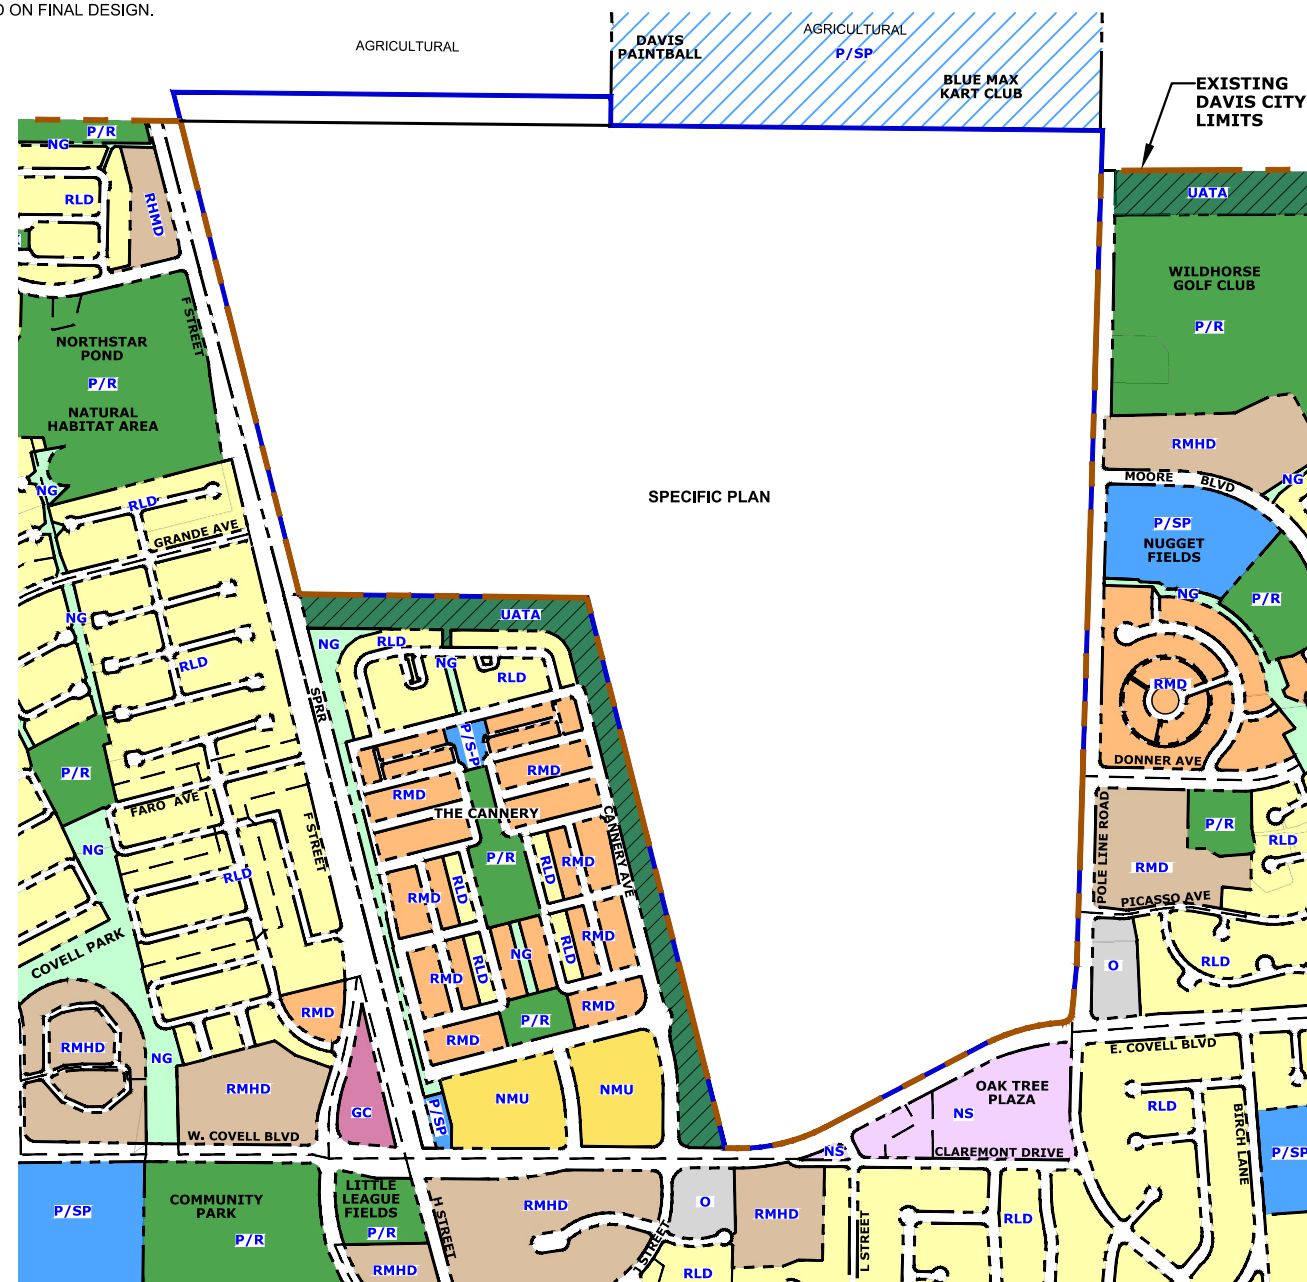 D ON FINAL DESIGN.
AGRICULTURAL
DAVIS
PAINTBALL
AGRICULTURAL
P/SP
BLUE MAX
KART CLUB
EXISTING
DAVIS CITY
LIMITS
P/R
NG
RLD
RHMD
UATA
WILDHORSE
GOLF CLUB
P/R
F STREET
NORTHSTAR
POND
P/R
NATURAL
HABITAT AREA
RMHD
MOORE BLVD
NG
SPECIFIC PLAN
NG
RLD
GRANDE AVE
P/SP
NUGGET
FIELDS
NG
P/R
UATA
NG
RLD
NG
RLD
NG
RLD
SPRR
RMD
P/S-P
DONNER AVE
P/R
RMD
RMD
FARO AVE
THE CANNERY
CANNERY AVE
POLE LINE ROAD
P/R
RLD
NG
F STREET
P/R
RLD
RMD
RMD
RLD
RMD
RLD
PICASSO AVE
COVELL PARK
RMD
NG
RLD
RMD
RLD
O
RLD
RMD
RMD
P/R
RMD
RMHD
NG
E. COVELL BLVD
RMHD
NMU
NMU
OAK TREE
PLAZA
GC
P/SP
NS
RLD
BIRCH LANE
W. COVELL BLVD
NS
CLAREMONT DRIVE
P/SP
P/SP
COMMUNITY
PARK
P/R
LITTLE
LEAGUE
FIELDS
P/R
H STREET
RMHD
O
RMHD
L STREET
RLD
J STREET
RMHD
RLD